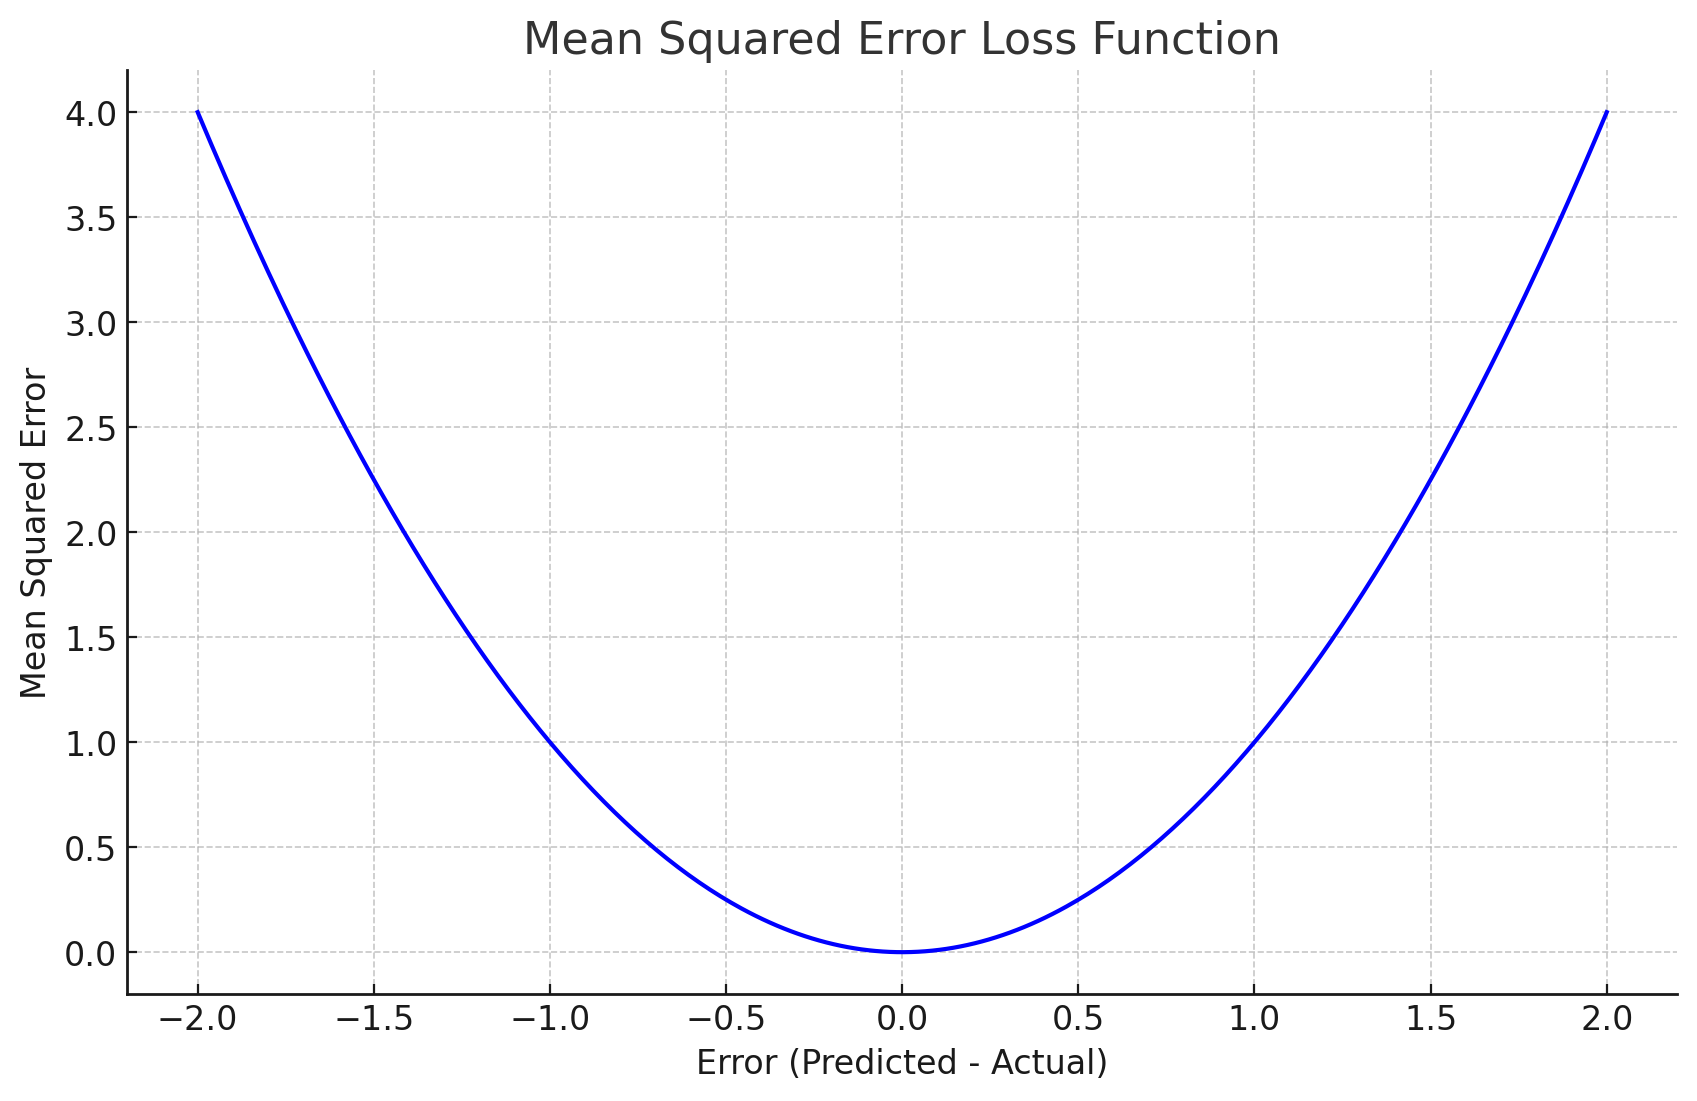 Mean Squared Error Loss Function
Mean Squared Error
4.0
3.5
3.0
2.5
2.0
1.5
1.0
0.5
0.0
−2.0 −1.5 −1.0 −0.5 0.0 0.5 1.0 1.5 2.0
Error (Predicted - Actual)